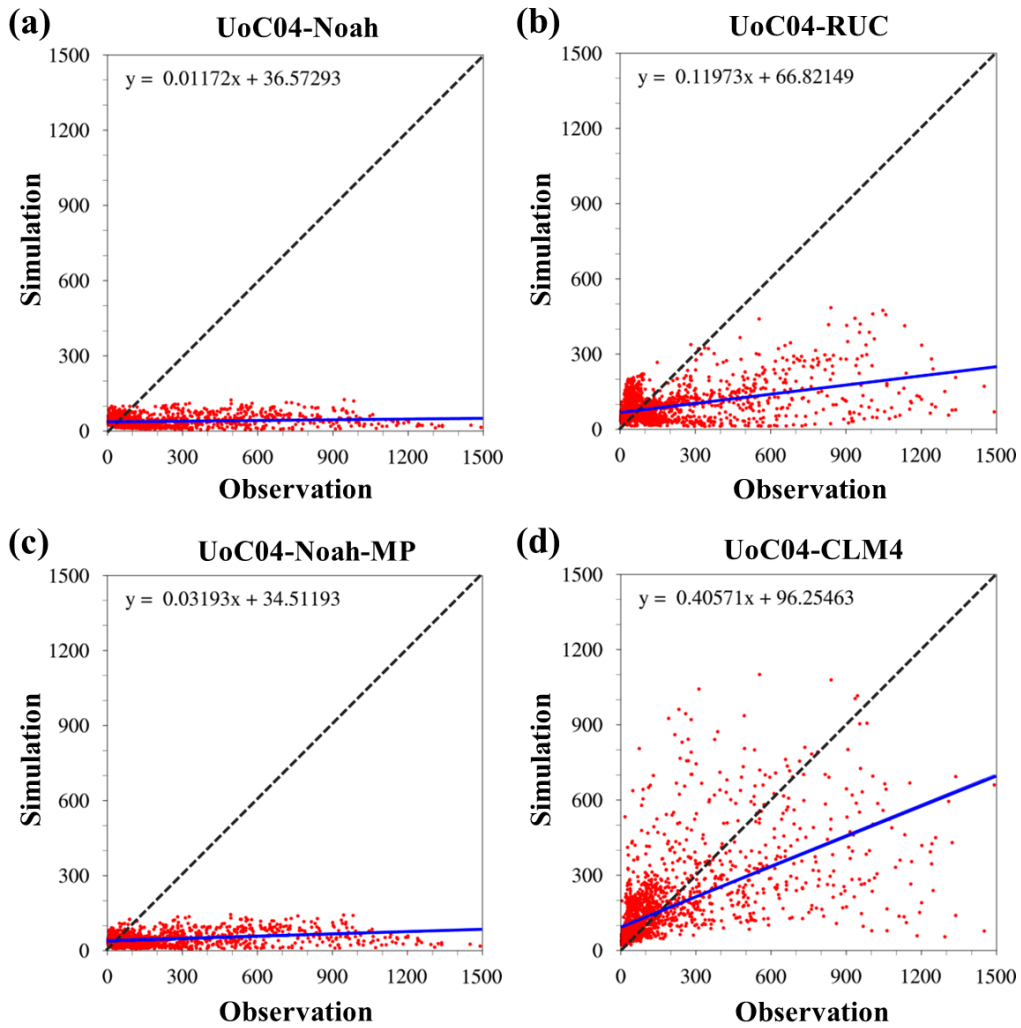 (a)
UoC04-Noah
y = 0.01172x + 36.57293
1500
1200
900
600
300
0
Simulation
0 300 600 900 1200 1500
Observation
(b)
UoC04-RUC
y = 0.11973x + 66.82149
1500
1200
900
600
300
0
Simulation
0 300 600 900 1200 1500
Observation
(c)
UoC04-Noah-MP
y = 0.03193x + 34.51193
1500
1200
900
600
300
0
Simulation
0 300 600 900 1200 1500
Observation
(d)
UoC04-CLM4
y = 0.40571x + 96.25463
1500
1200
900
600
300
0
Simulation
0 300 600 900 1200 1500
Observation